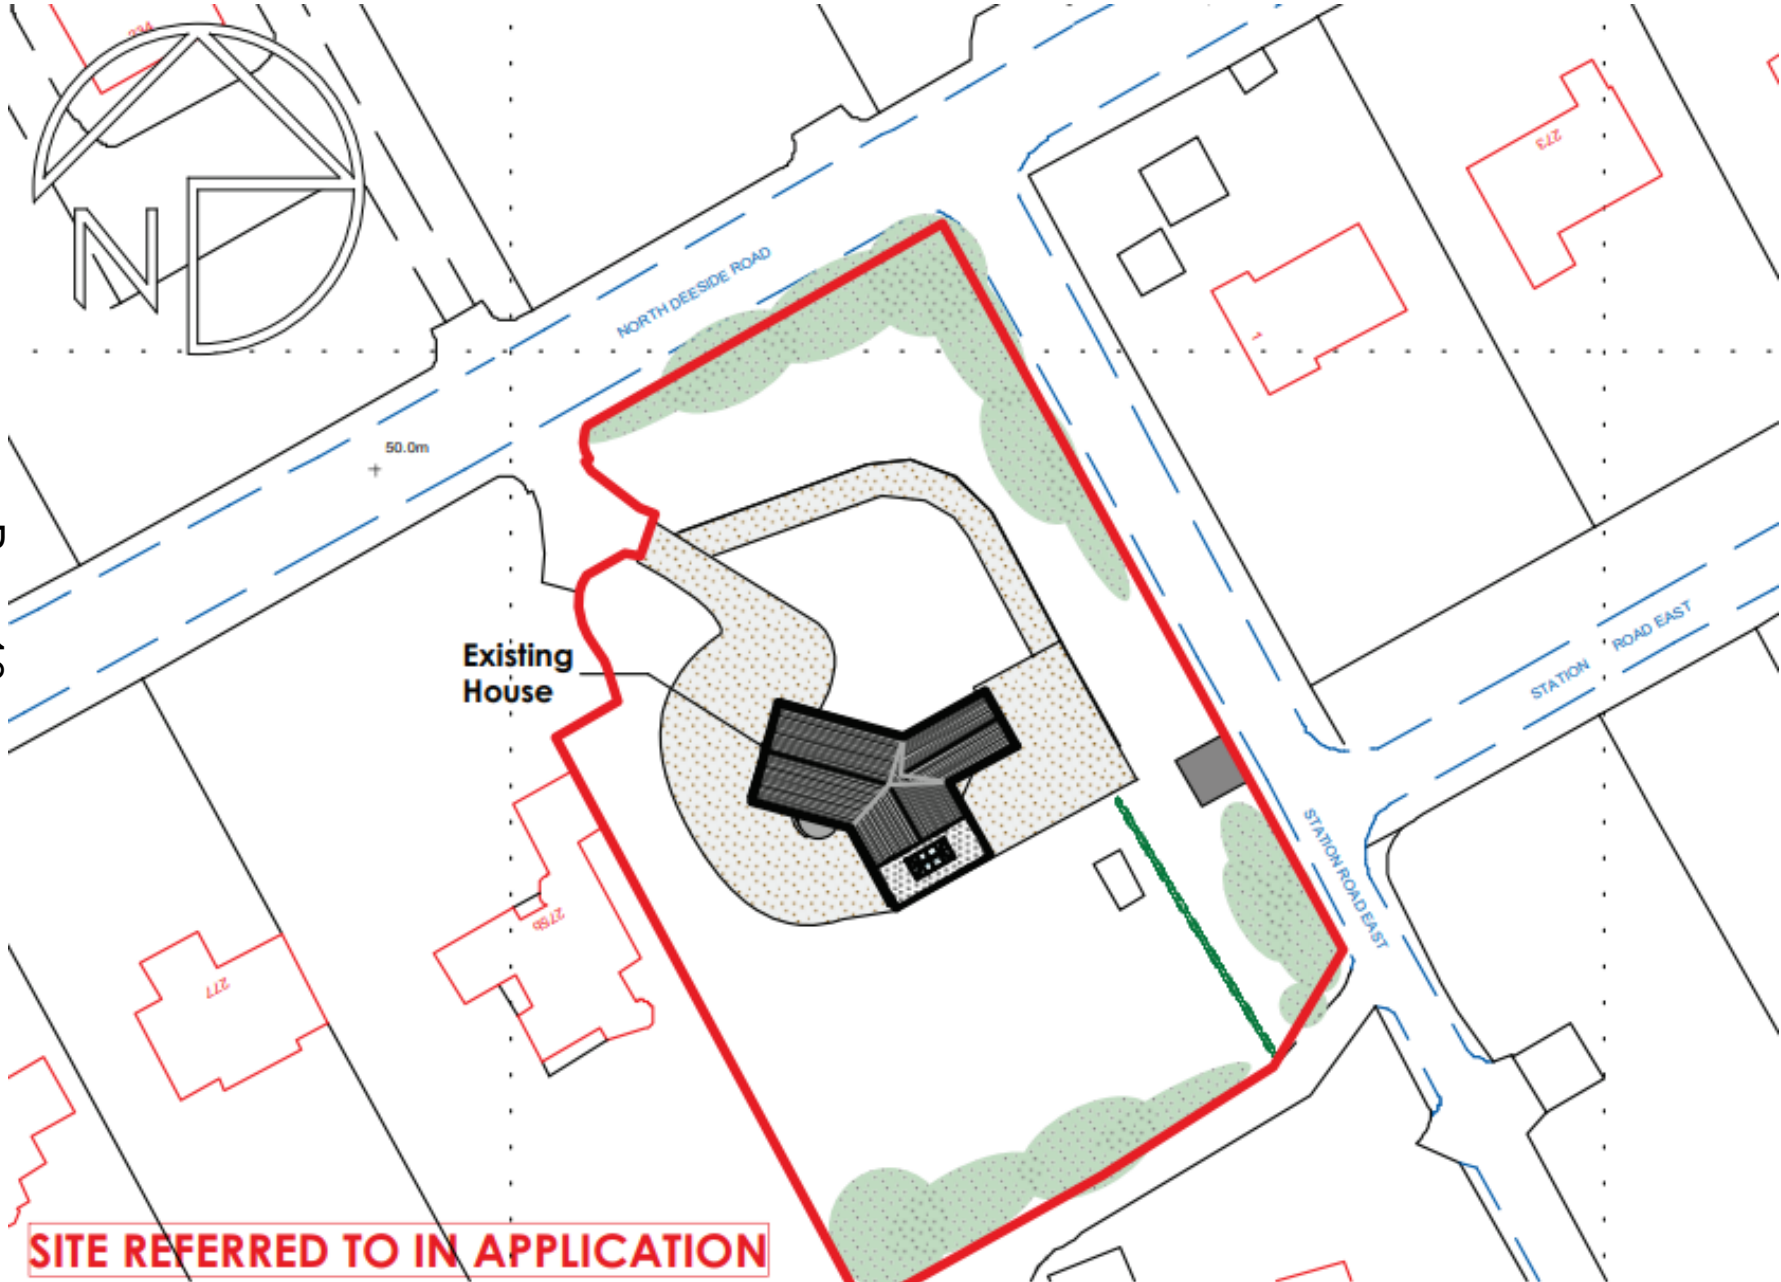 234
N
NORTH DEESIDE ROAD
50.0m
273
1
Existing
House
STATION ROAD EAST
STATION ROAD EAST
275b
277
SITE REFERRED TO IN APPLICATION